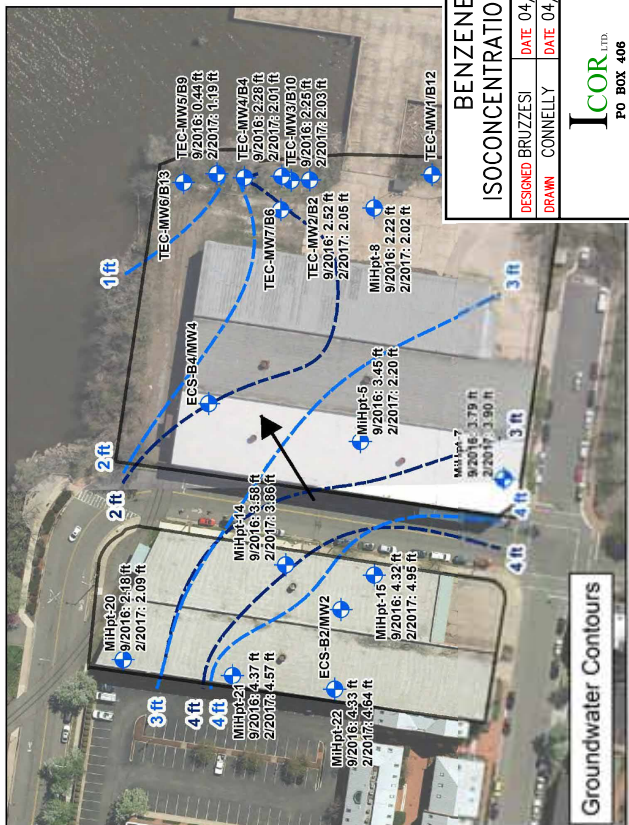 BENZENE
ISOCONCENTRATIO
DESIGNED BRUZZESI
DATE 04,
DRAWN CONNELLY
DATE 04,
ICOR LTD.
PO BOX 406
TEC-MW5/B9
9/2016: 0.44 ft
2/2017: 1.19 ft
TEC-MW6/B13
TEC-MW4/B4
9/2016: 2.28 ft
2/2017: 2.01 ft
TEC-MW3/B10
9/2016: 2.25 ft
2/2017: 2.03 ft
TEC-MW1/B12
1 ft
TEC-MW7/B6
TEC-MW2/B2
9/2016: 2.52 ft
2/2017: 2.05 ft
MiHpt-8
9/2016: 2.22 ft
2/2017: 2.02 ft
ECS-B4/MW4
3 ft
2 ft
2 ft
MiHpt-5
9/2016: 3.45 ft
2/2017: 2.20 ft
MiHpt-7
9/2016: 3.79 ft
2/2017: 3.90 ft
3 ft
MiHpt-14
9/2016: 3.58 ft
2/2017: 3.86 ft
4 ft
4 ft
MiHpt-20
9/2016: 2.18 ft
2/2017: 2.09 ft
ECS-B2/MW2
MiHpt-15
9/2016: 4.32 ft
2/2017: 4.95 ft
3 ft
4 ft
4 ft
MiHpt-21
9/2016: 4.37 ft
2/2017: 4.57 ft
MiHpt-22
9/2016: 4.33 ft
2/2017: 4.64 ft
Groundwater Contours